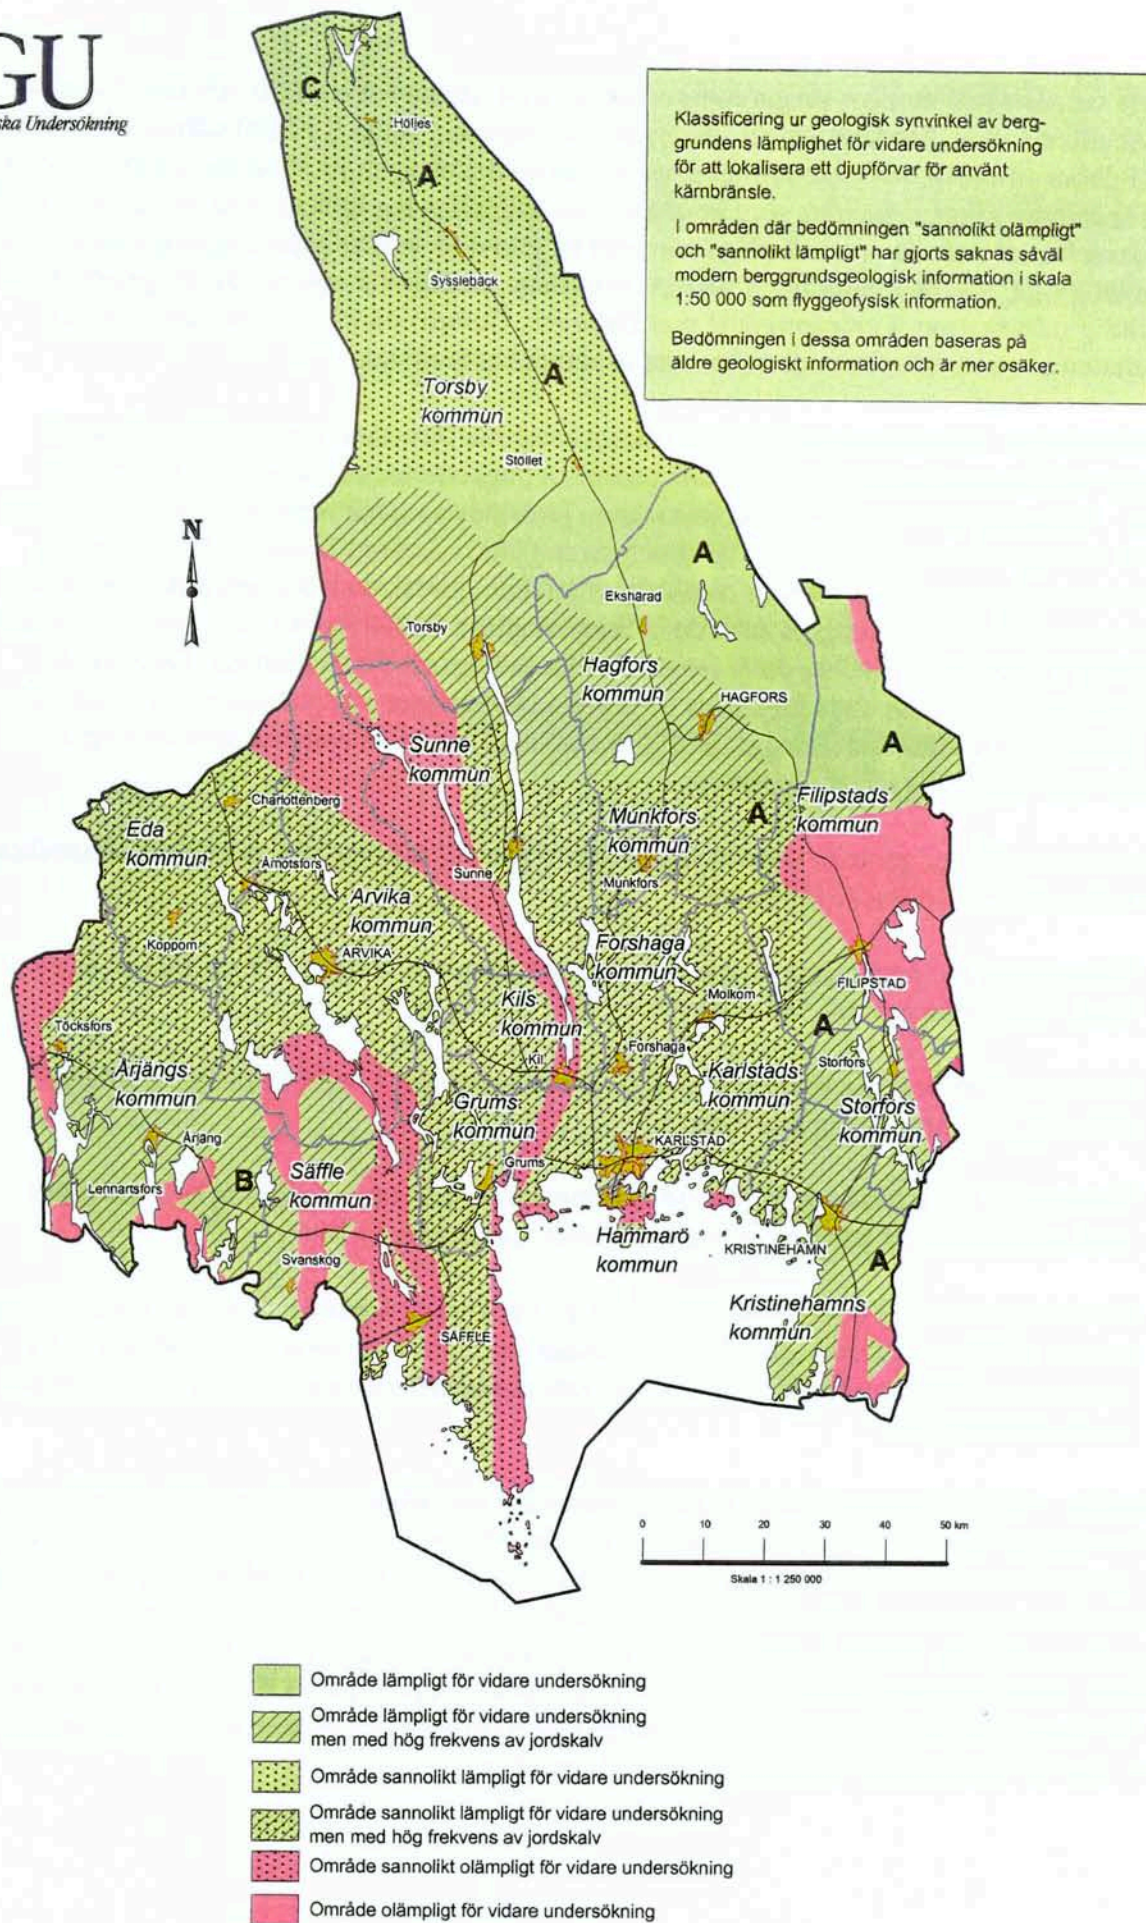 GU
ska Undersökning
Klassificering ur geologisk synvinkel av berg-
grundens lämplighet för vidare undersökning
för att lokalisera ett djupförvar för använt
kärnbränsle.
I områden där bedömningen "sannolikt olämpligt"
och "sannolikt lämpligt" har gjorts saknas såväl
modern berggrundsgeologisk information i skala
1:50 000 som flyggeofysisk information.
Bedömningen i dessa områden baseras på
äldre geologiskt information och är mer osäker.
C
Höljes
A
Sysslebäck
A
Torsby
kommun
Stöllet
N
A
Ekshärad
Torsby
Hagfors
kommun
HAGFORS
Sunne
kommun
A
Charlottenberg
Eda
kommun
Munkfors
kommun
A
Filipstads
kommun
Åmotsfors
Sunne
Munkfors
Arvika
kommun
Koppom
ARVIKA
Forshaga
kommun
FILIPSTAD
Kils
kommun
Molkom
Töcksfors
A
Årjängs
kommun
Kil
Forshaga
Storfors
Karlstads
kommun
Grums
kommun
Storfors
kommun
Årjäng
KARLSTAD
Grums
Lennartsfors
B
Säffle
kommun
Hammarö
kommun
KRISTINEHAMN
Svanskog
A
Kristinehamns
kommun
SÄFFLE
0 10 20 30 40 50 km
Skala 1 : 1 250 000
Område lämpligt för vidare undersökning
Område lämpligt för vidare undersökning
men med hög frekvens av jordskalv
Område sannolikt lämpligt för vidare undersökning
Område sannolikt lämpligt för vidare undersökning
men med hög frekvens av jordskalv
Område sannolikt olämpligt för vidare undersökning
Område olämpligt för vidare undersökning